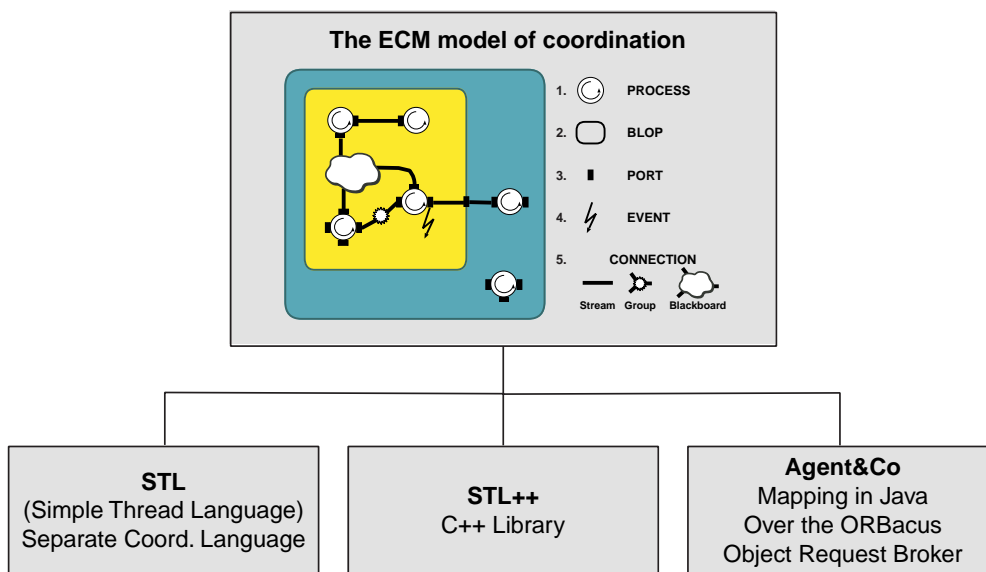 The ECM model of coordination
1. PROCESS
2. BLOP
3. PORT
4. EVENT
5. CONNECTION
Stream Group Blackboard
STL
(Simple Thread Language)
Separate Coord. Language
STL++
C++ Library
Agent&Co
Mapping in Java
Over the ORBacus
Object Request Broker